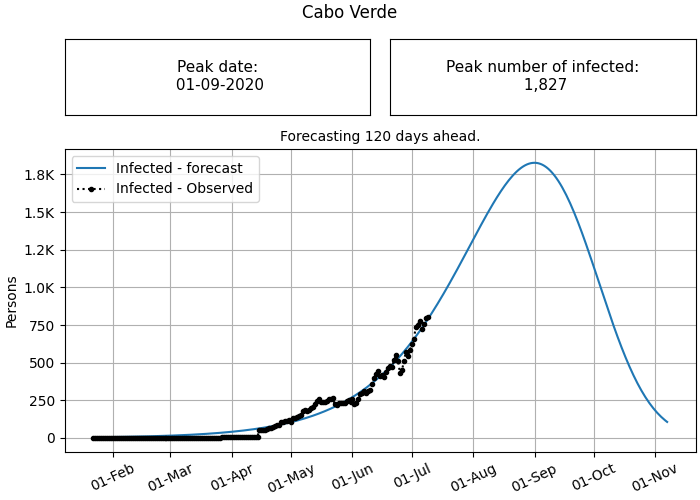 Cabo Verde
Peak date:
01-09-2020
Peak number of infected:
1,827
Forecasting 120 days ahead.
Infected - forecast
Infected - Observed
Persons
1.8K
1.5K
1.2K
1.0K
750
500
250
0
01-Feb
01-Mar
01-Apr
01-May
01-Jun
01-Jul
01-Aug
01-Sep
01-Oct
01-Nov